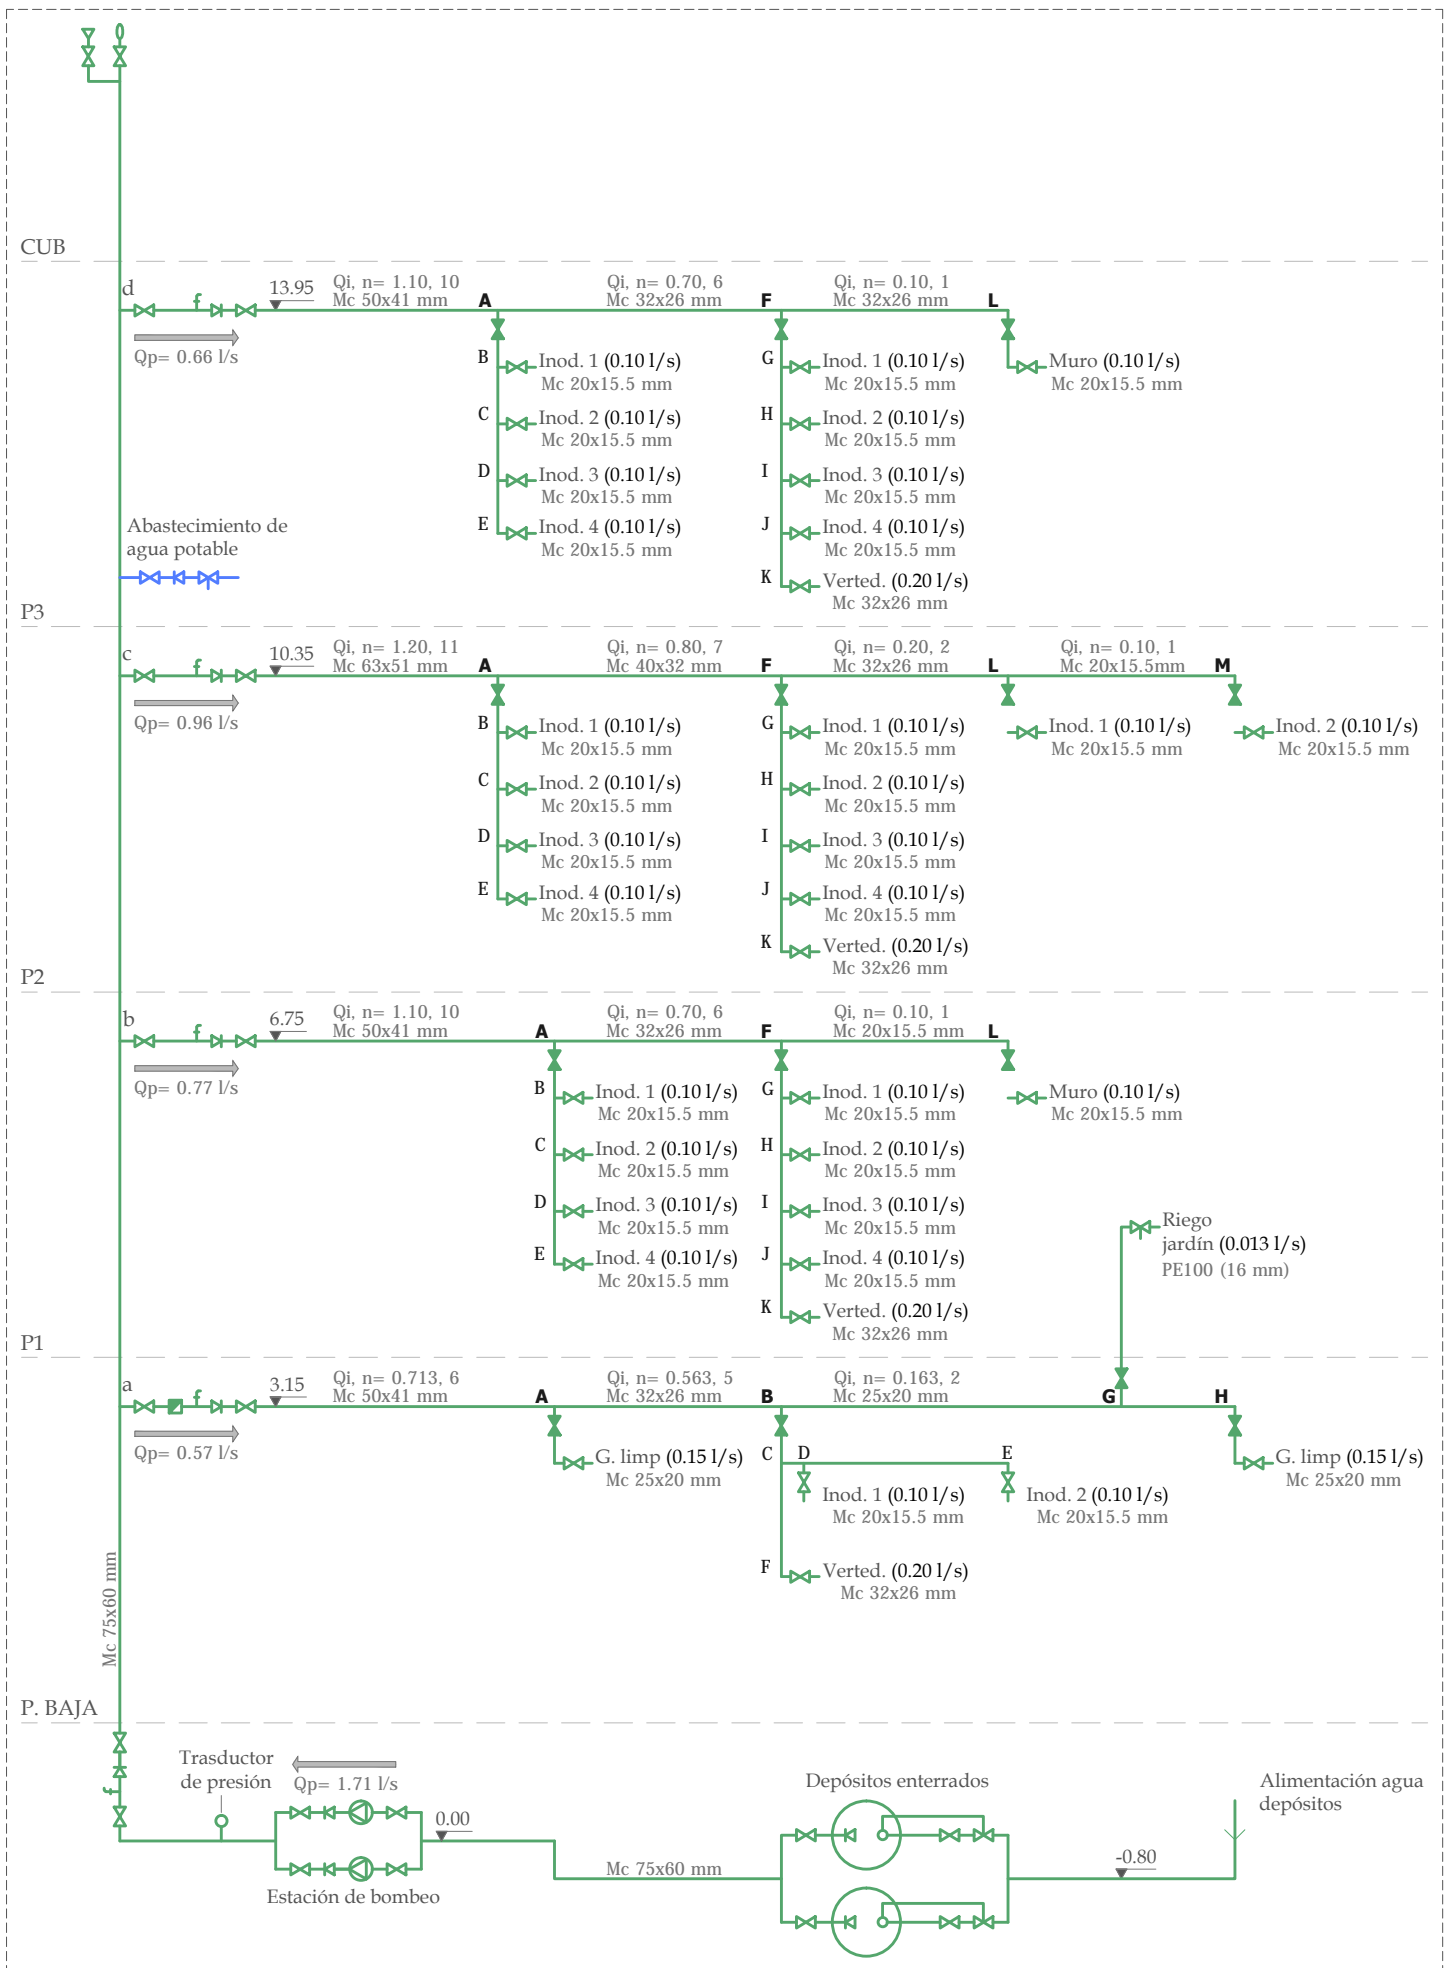 CUB
d
13.95
Qi, n= 1.10, 10
Mc 50x41 mm
A
Qi, n= 0.70, 6
Mc 32x26 mm
F
Qi, n= 0.10, 1
Mc 32x26 mm
L
Qp= 0.66 l/s
B
Inod. 1 (0.10 l/s)
Mc 20x15.5 mm
C
Inod. 2 (0.10 l/s)
Mc 20x15.5 mm
D
Inod. 3 (0.10 l/s)
Mc 20x15.5 mm
E
Inod. 4 (0.10 l/s)
Mc 20x15.5 mm
G
Inod. 1 (0.10 l/s)
Mc 20x15.5 mm
H
Inod. 2 (0.10 l/s)
Mc 20x15.5 mm
I
Inod. 3 (0.10 l/s)
Mc 20x15.5 mm
J
Inod. 4 (0.10 l/s)
Mc 20x15.5 mm
K
Verted. (0.20 l/s)
Mc 32x26 mm
Muro (0.10 l/s)
Mc 20x15.5 mm
Abastecimiento de
agua potable
P3
c
10.35
Qi, n= 1.20, 11
Mc 63x51 mm
A
Qi, n= 0.80, 7
Mc 40x32 mm
F
Qi, n= 0.20, 2
Mc 32x26 mm
L
Qi, n= 0.10, 1
Mc 20x15.5mm
M
Qp= 0.96 l/s
B
Inod. 1 (0.10 l/s)
Mc 20x15.5 mm
C
Inod. 2 (0.10 l/s)
Mc 20x15.5 mm
D
Inod. 3 (0.10 l/s)
Mc 20x15.5 mm
E
Inod. 4 (0.10 l/s)
Mc 20x15.5 mm
G
Inod. 1 (0.10 l/s)
Mc 20x15.5 mm
H
Inod. 2 (0.10 l/s)
Mc 20x15.5 mm
I
Inod. 3 (0.10 l/s)
Mc 20x15.5 mm
J
Inod. 4 (0.10 l/s)
Mc 20x15.5 mm
K
Verted. (0.20 l/s)
Mc 32x26 mm
Inod. 1 (0.10 l/s)
Mc 20x15.5 mm
Inod. 2 (0.10 l/s)
Mc 20x15.5 mm
P2
b
6.75
Qi, n= 1.10, 10
Mc 50x41 mm
A
Qi, n= 0.70, 6
Mc 32x26 mm
F
Qi, n= 0.10, 1
Mc 20x15.5 mm
L
Qp= 0.77 l/s
B
Inod. 1 (0.10 l/s)
Mc 20x15.5 mm
C
Inod. 2 (0.10 l/s)
Mc 20x15.5 mm
D
Inod. 3 (0.10 l/s)
Mc 20x15.5 mm
E
Inod. 4 (0.10 l/s)
Mc 20x15.5 mm
G
Inod. 1 (0.10 l/s)
Mc 20x15.5 mm
H
Inod. 2 (0.10 l/s)
Mc 20x15.5 mm
I
Inod. 3 (0.10 l/s)
Mc 20x15.5 mm
J
Inod. 4 (0.10 l/s)
Mc 20x15.5 mm
K
Verted. (0.20 l/s)
Mc 32x26 mm
Muro (0.10 l/s)
Mc 20x15.5 mm
Riego
jardín (0.013 l/s)
PE100 (16 mm)
P1
a
3.15
Qi, n= 0.713, 6
Mc 50x41 mm
A
Qi, n= 0.563, 5
Mc 32x26 mm
B
Qi, n= 0.163, 2
Mc 25x20 mm
G
H
Qp= 0.57 l/s
G. limp (0.15 l/s)
Mc 25x20 mm
C
D
E
Inod. 1 (0.10 l/s)
Mc 20x15.5 mm
Inod. 2 (0.10 l/s)
Mc 20x15.5 mm
G. limp (0.15 l/s)
Mc 25x20 mm
F
Verted. (0.20 l/s)
Mc 32x26 mm
Mc 75x60 mm
P. BAJA
Trasductor
de presión
Qp= 1.71 l/s
0.00
Estación de bombeo
Mc 75x60 mm
Depósitos enterrados
-0.80
Alimentación agua
depósitos